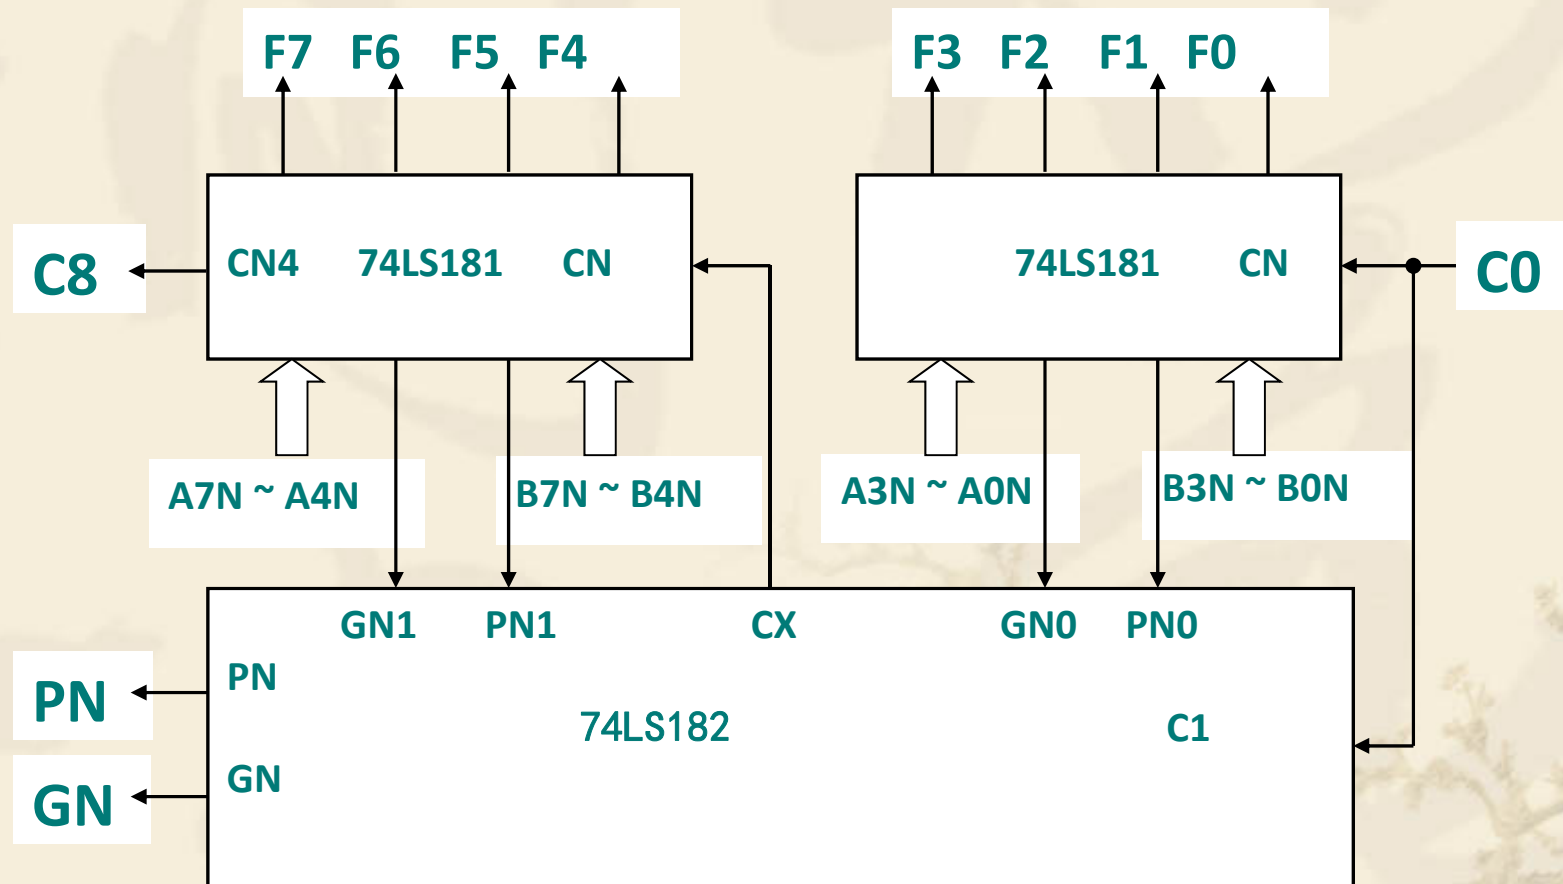 F7 F6 F5 F4 F3 F2 F1 F0
C8 CN4 74LS181 CN 74LS181 CN C0
A7N ~ A4N B7N ~ B4N A3N ~ A0N B3N ~ B0N
GN1 PN1 CX GN0 PN0
PN PN
74LS182 C1
GN GN